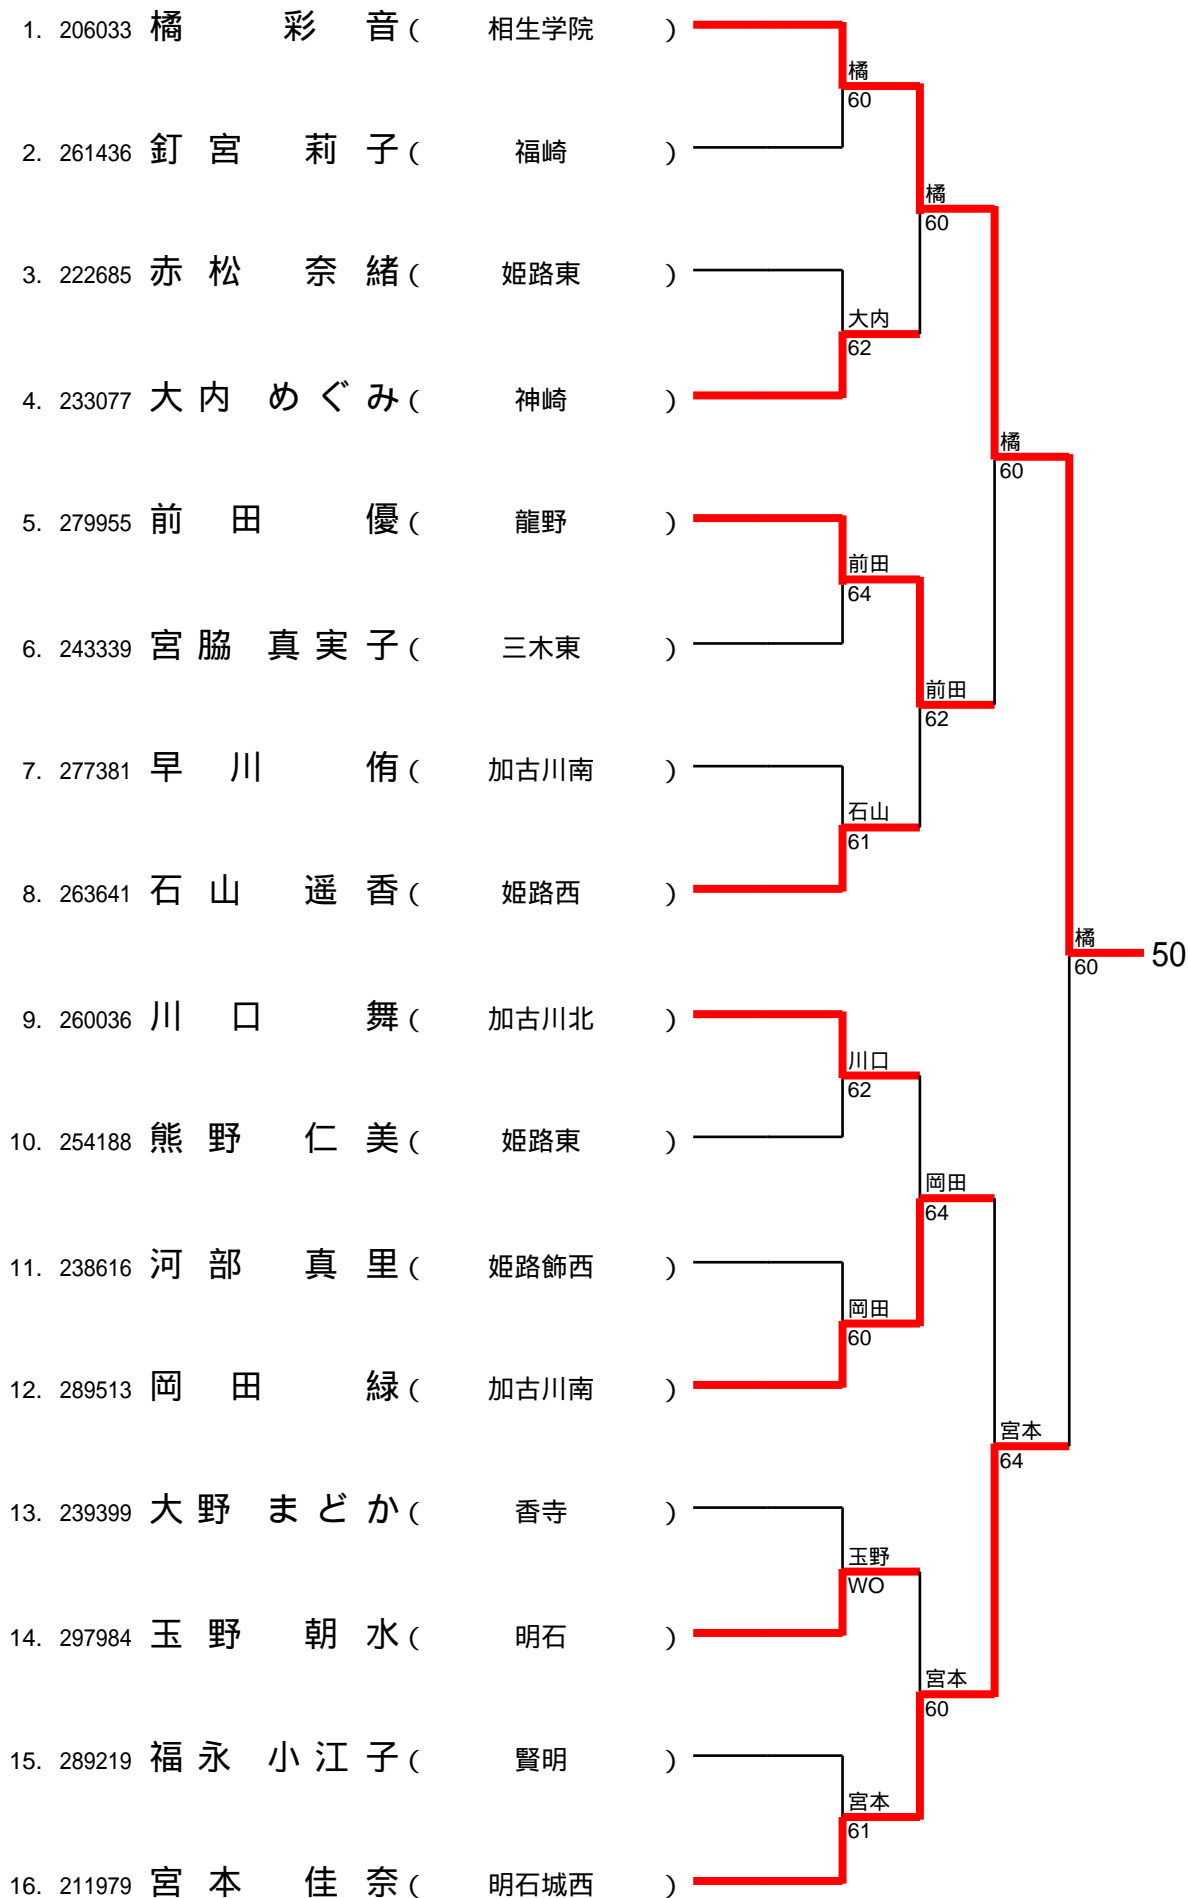 1. 206033 橘 彩 音 ( 相生学院 )
橘
60
2. 261436 釘 宮 莉 子 ( 福崎 )
橘
60
3. 222685 赤 松 奈 緒 ( 姫路東 )
大内
62
4. 233077 大 内 め ぐ み ( 神崎 )
橘
60
5. 279955 前 田 優 ( 龍野 )
前田
64
6. 243339 宮 脇 真 実 子 ( 三木東 )
前田
62
7. 277381 早 川 侑 ( 加古川南 )
石山
61
8. 263641 石 山 遥 香 ( 姫路西 )
橘
60
50
9. 260036 川 口 舞 ( 加古川北 )
川口
62
10. 254188 熊 野 仁 美 ( 姫路東 )
岡田
64
11. 238616 河 部 真 里 ( 姫路飾西 )
岡田
60
12. 289513 岡 田 緑 ( 加古川南 )
宮本
64
13. 239399 大 野 ま ど か ( 香寺 )
玉野
WO
14. 297984 玉 野 朝 水 ( 明石 )
宮本
60
15. 289219 福 永 小 江 子 ( 賢明 )
宮本
61
16. 211979 宮 本 佳 奈 ( 明石城西 )